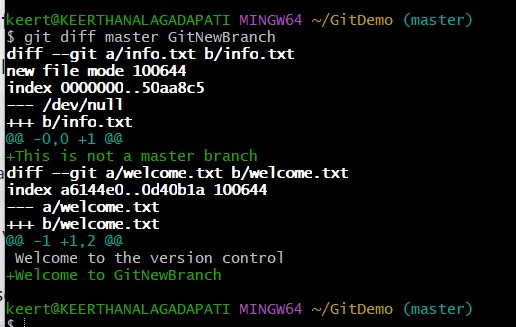 keert@KEERTHANALAGADAPATI MINGW64 ~/GitDemo (master)
$ git diff master GitNewBranch
diff --git a/info.txt b/info.txt
new file mode 100644
index 0000000..50aa8c5
--- /dev/null
+++ b/info.txt
@@ -0,0 +1 @@
+This is not a master branch
diff --git a/welcome.txt b/welcome.txt
index a6144e0..0d40b1a 100644
--- a/welcome.txt
+++ b/welcome.txt
@@ -1 +1,2 @@
 Welcome to the version control
+Welcome to GitNewBranch
keert@KEERTHANALAGADAPATI MINGW64 ~/GitDemo (master)
$